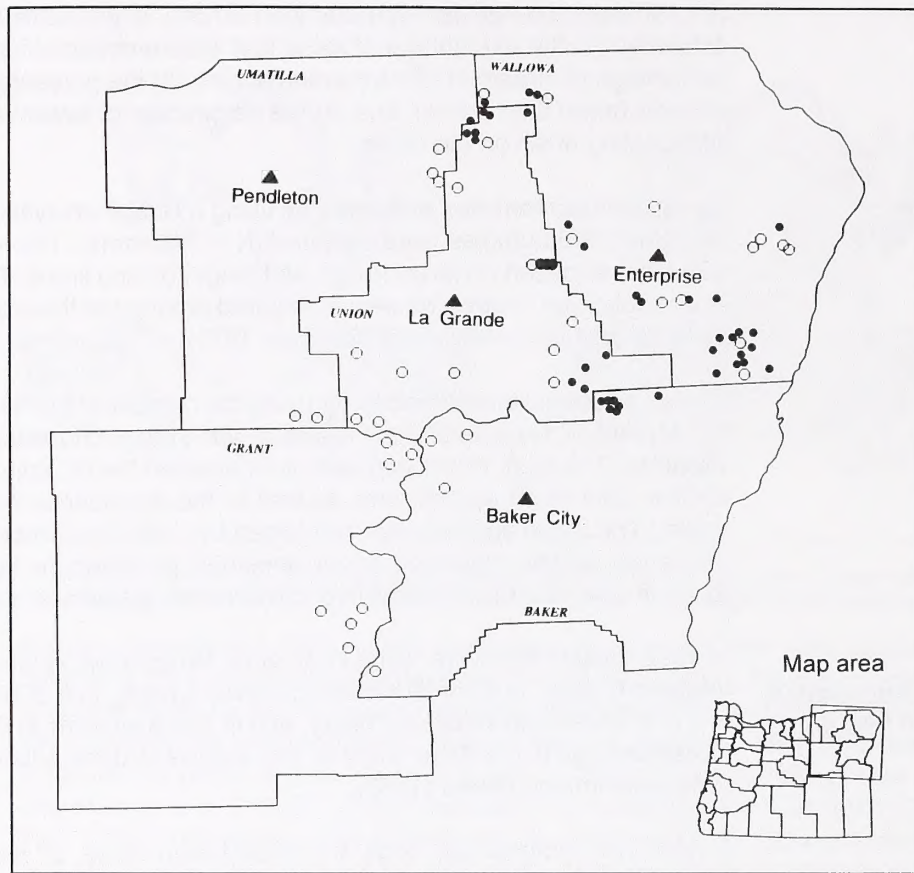 UMATILLA
WALLOWA
Pendleton
Enterprise
UNION
La Grande
GRANT
Baker City
BAKER
Map area